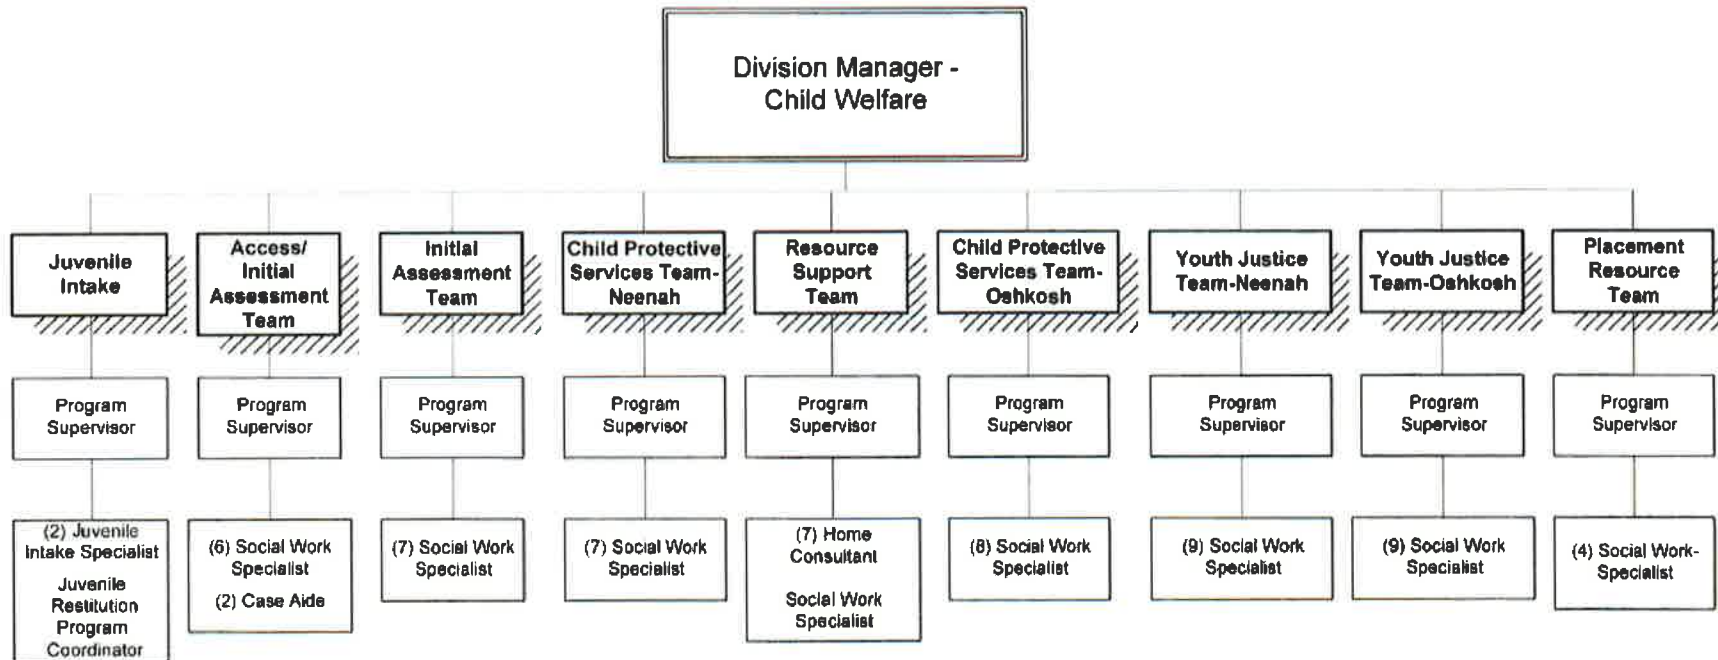 Division Manager -
Child Welfare
Juvenile
Intake
Access/
Initial
Assessment
Team
Initial
Assessment
Team
Child Protective
Services Team-
Neenah
Resource
Support
Team
Child Protective
Services Team-
Oshkosh
Youth Justice
Team-Neenah
Youth Justice
Team-Oshkosh
Placement
Resource
Team
Program
Supervisor
Program
Supervisor
Program
Supervisor
Program
Supervisor
Program
Supervisor
Program
Supervisor
Program
Supervisor
Program
Supervisor
Program
Supervisor
(2) Juvenile
Intake Specialist
Juvenile
Restitution
Program
Coordinator
(6) Social Work
Specialist
(2) Case Aide
(7) Social Work
Specialist
(7) Social Work
Specialist
(7) Home
Consultant
Social Work
Specialist
(8) Social Work
Specialist
(9) Social Work
Specialist
(9) Social Work
Specialist
(4) Social Work-
Specialist